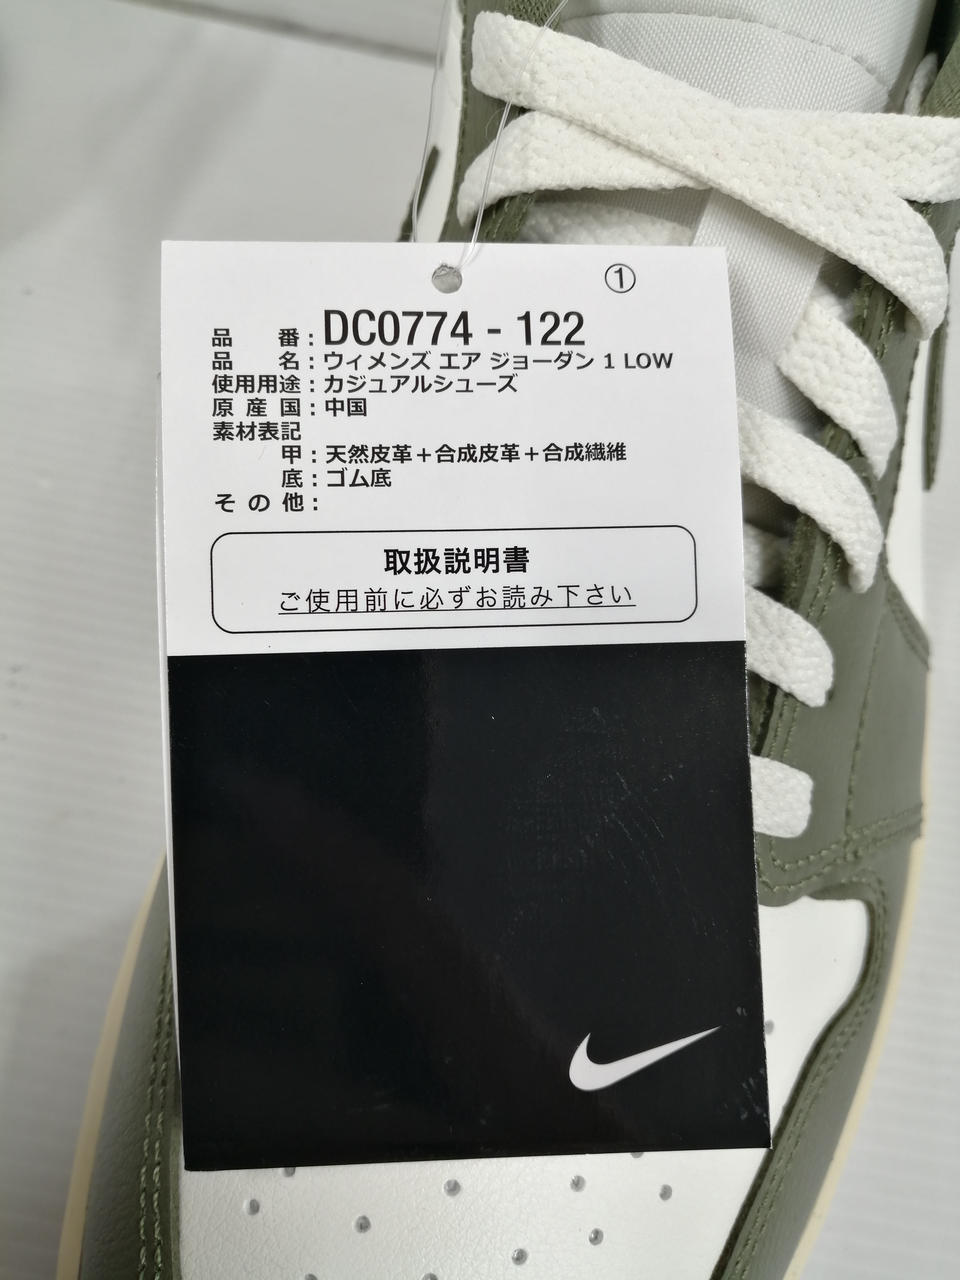 ①
品番：DC0774 - 122
品名：ウィメンズ エア ジョーダン 1 LOW
使用用途：カジュアルシューズ
原産国：中国
素材表記
甲：天然皮革＋合成皮革＋合成繊維
底：ゴム底
その他：
取扱説明書
ご使用前に必ずお読み下さい